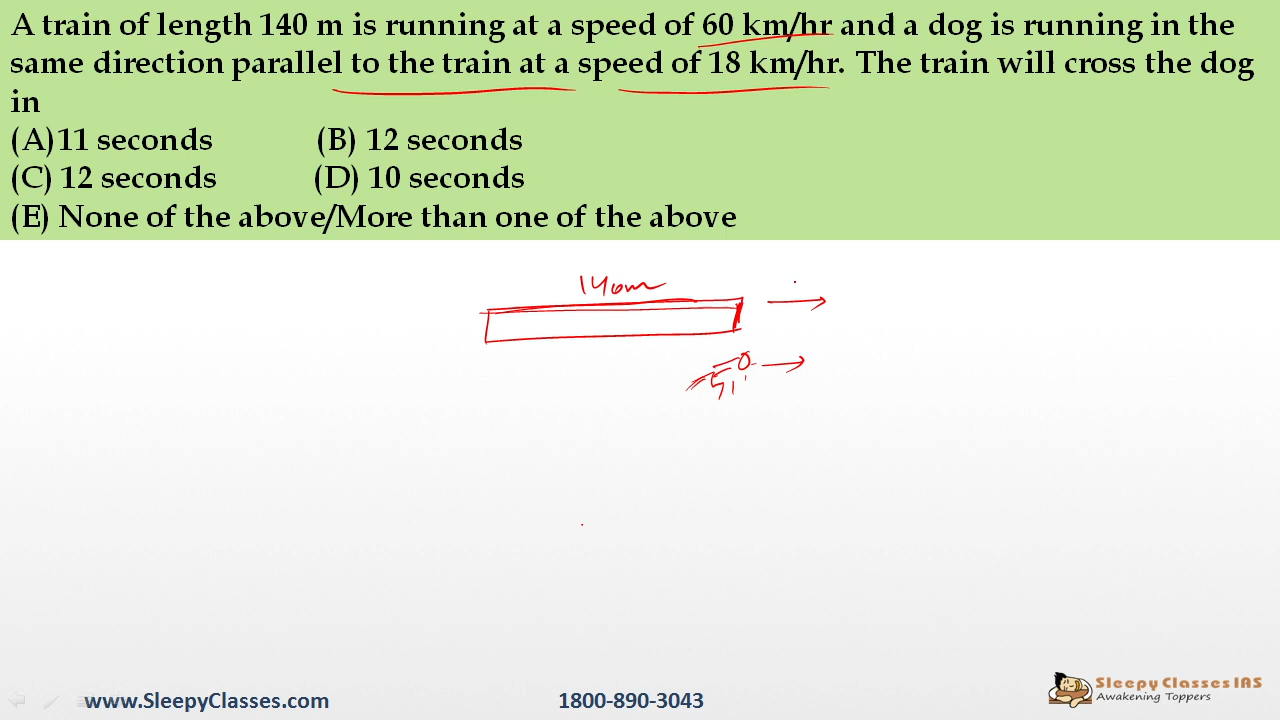 A train of length 140 m is running at a speed of 60 km/hr and a dog is running in the
same direction parallel to the train at a speed of 18 km/hr. The train will cross the dog
in
(A)11 seconds (B) 12 seconds
(C) 12 seconds (D) 10 seconds
(E) None of the above/More than one of the above
140m
www.SleepyClasses.com 1800-890-3043 Sleepy Classes IAS
Awakening Toppers